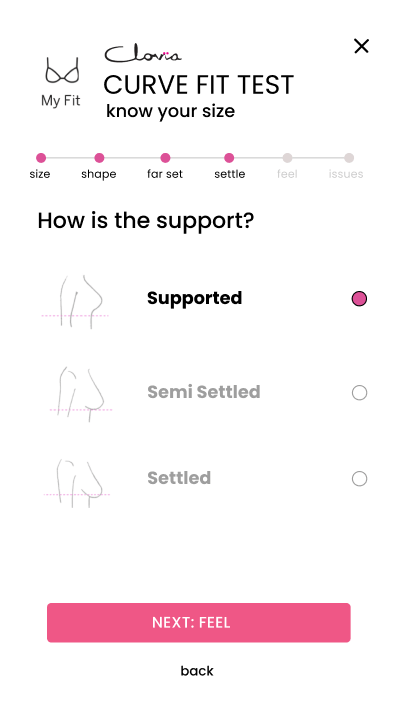 Clovia
My Fit
CURVE FIT TEST
know your size
size shape far set settle feel issues
How is the support?
Supported
Semi Settled
Settled
NEXT: FEEL
back